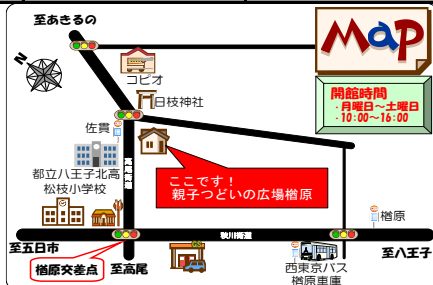 至あきるの
MaP
N
コピオ
開館時間
・月曜日～土曜日
・10:00～16:00
日枝神社
佐貫
都立八王子北高
松枝小学校
高尾街道
ここです！
親子つどいの広場楢原
楢原
至五日市
秋川街道
至八王子
楢原交差点
至高尾
西東京バス
楢原車庫